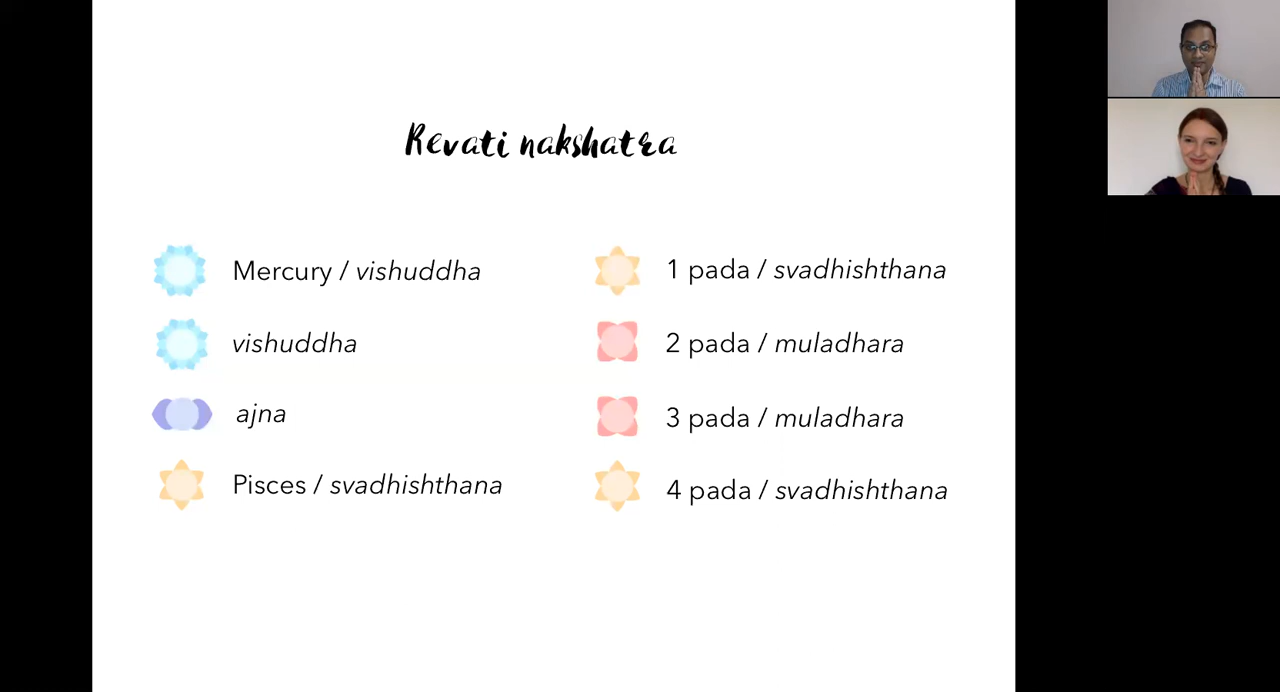 Revati nakshatra
Mercury / vishuddha
vishuddha
ajna
Pisces / svadhishthana
1 pada / svadhishthana
2 pada / muladhara
3 pada / muladhara
4 pada / svadhishthana